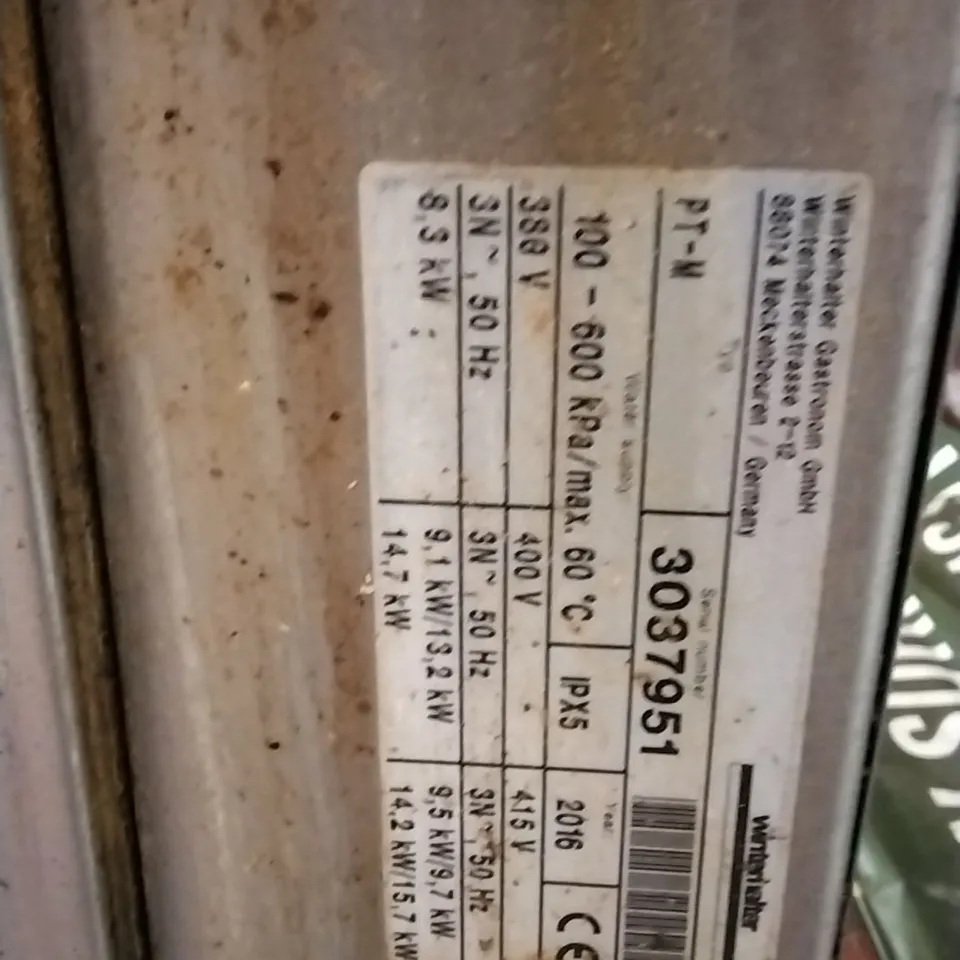 Winterhalter Gastronom GmbH
Winterhalterstrasse 2-12
88074 Meckenbeuren / Germany
winterhalter
Type
PT-M
Serial number
3037951
Water supply
100 - 600 kPa/max. 60 °C
IPX5
Year
2016
CE
380 V
400 V
415 V
3N~, 50 Hz
3N~, 50 Hz
3N~, 50 Hz
8,3 kW
9,1 kW/13,2 kW
14,7 kW
9,5 kW/9,7 kW
14,2 kW/15,7 kW